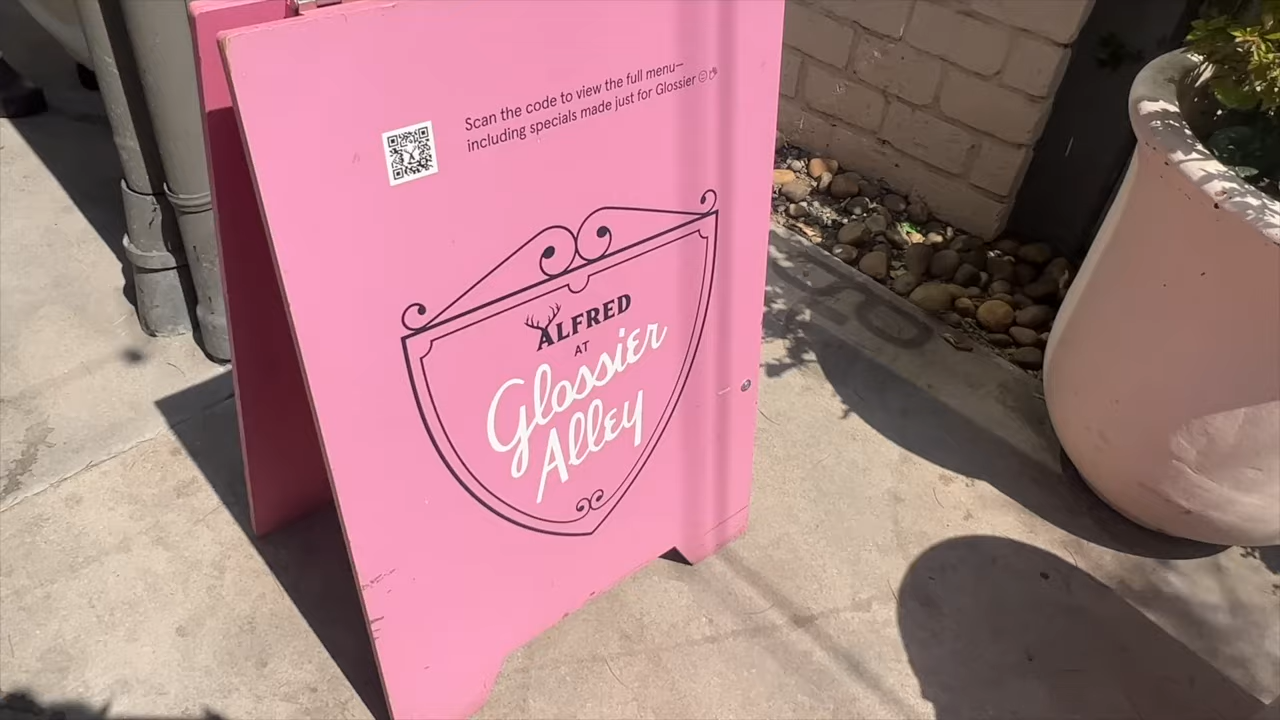 Scan the code to view the full menu—
including specials made just for Glossier ☺👌
ALFRED
AT
Glossier
Alley